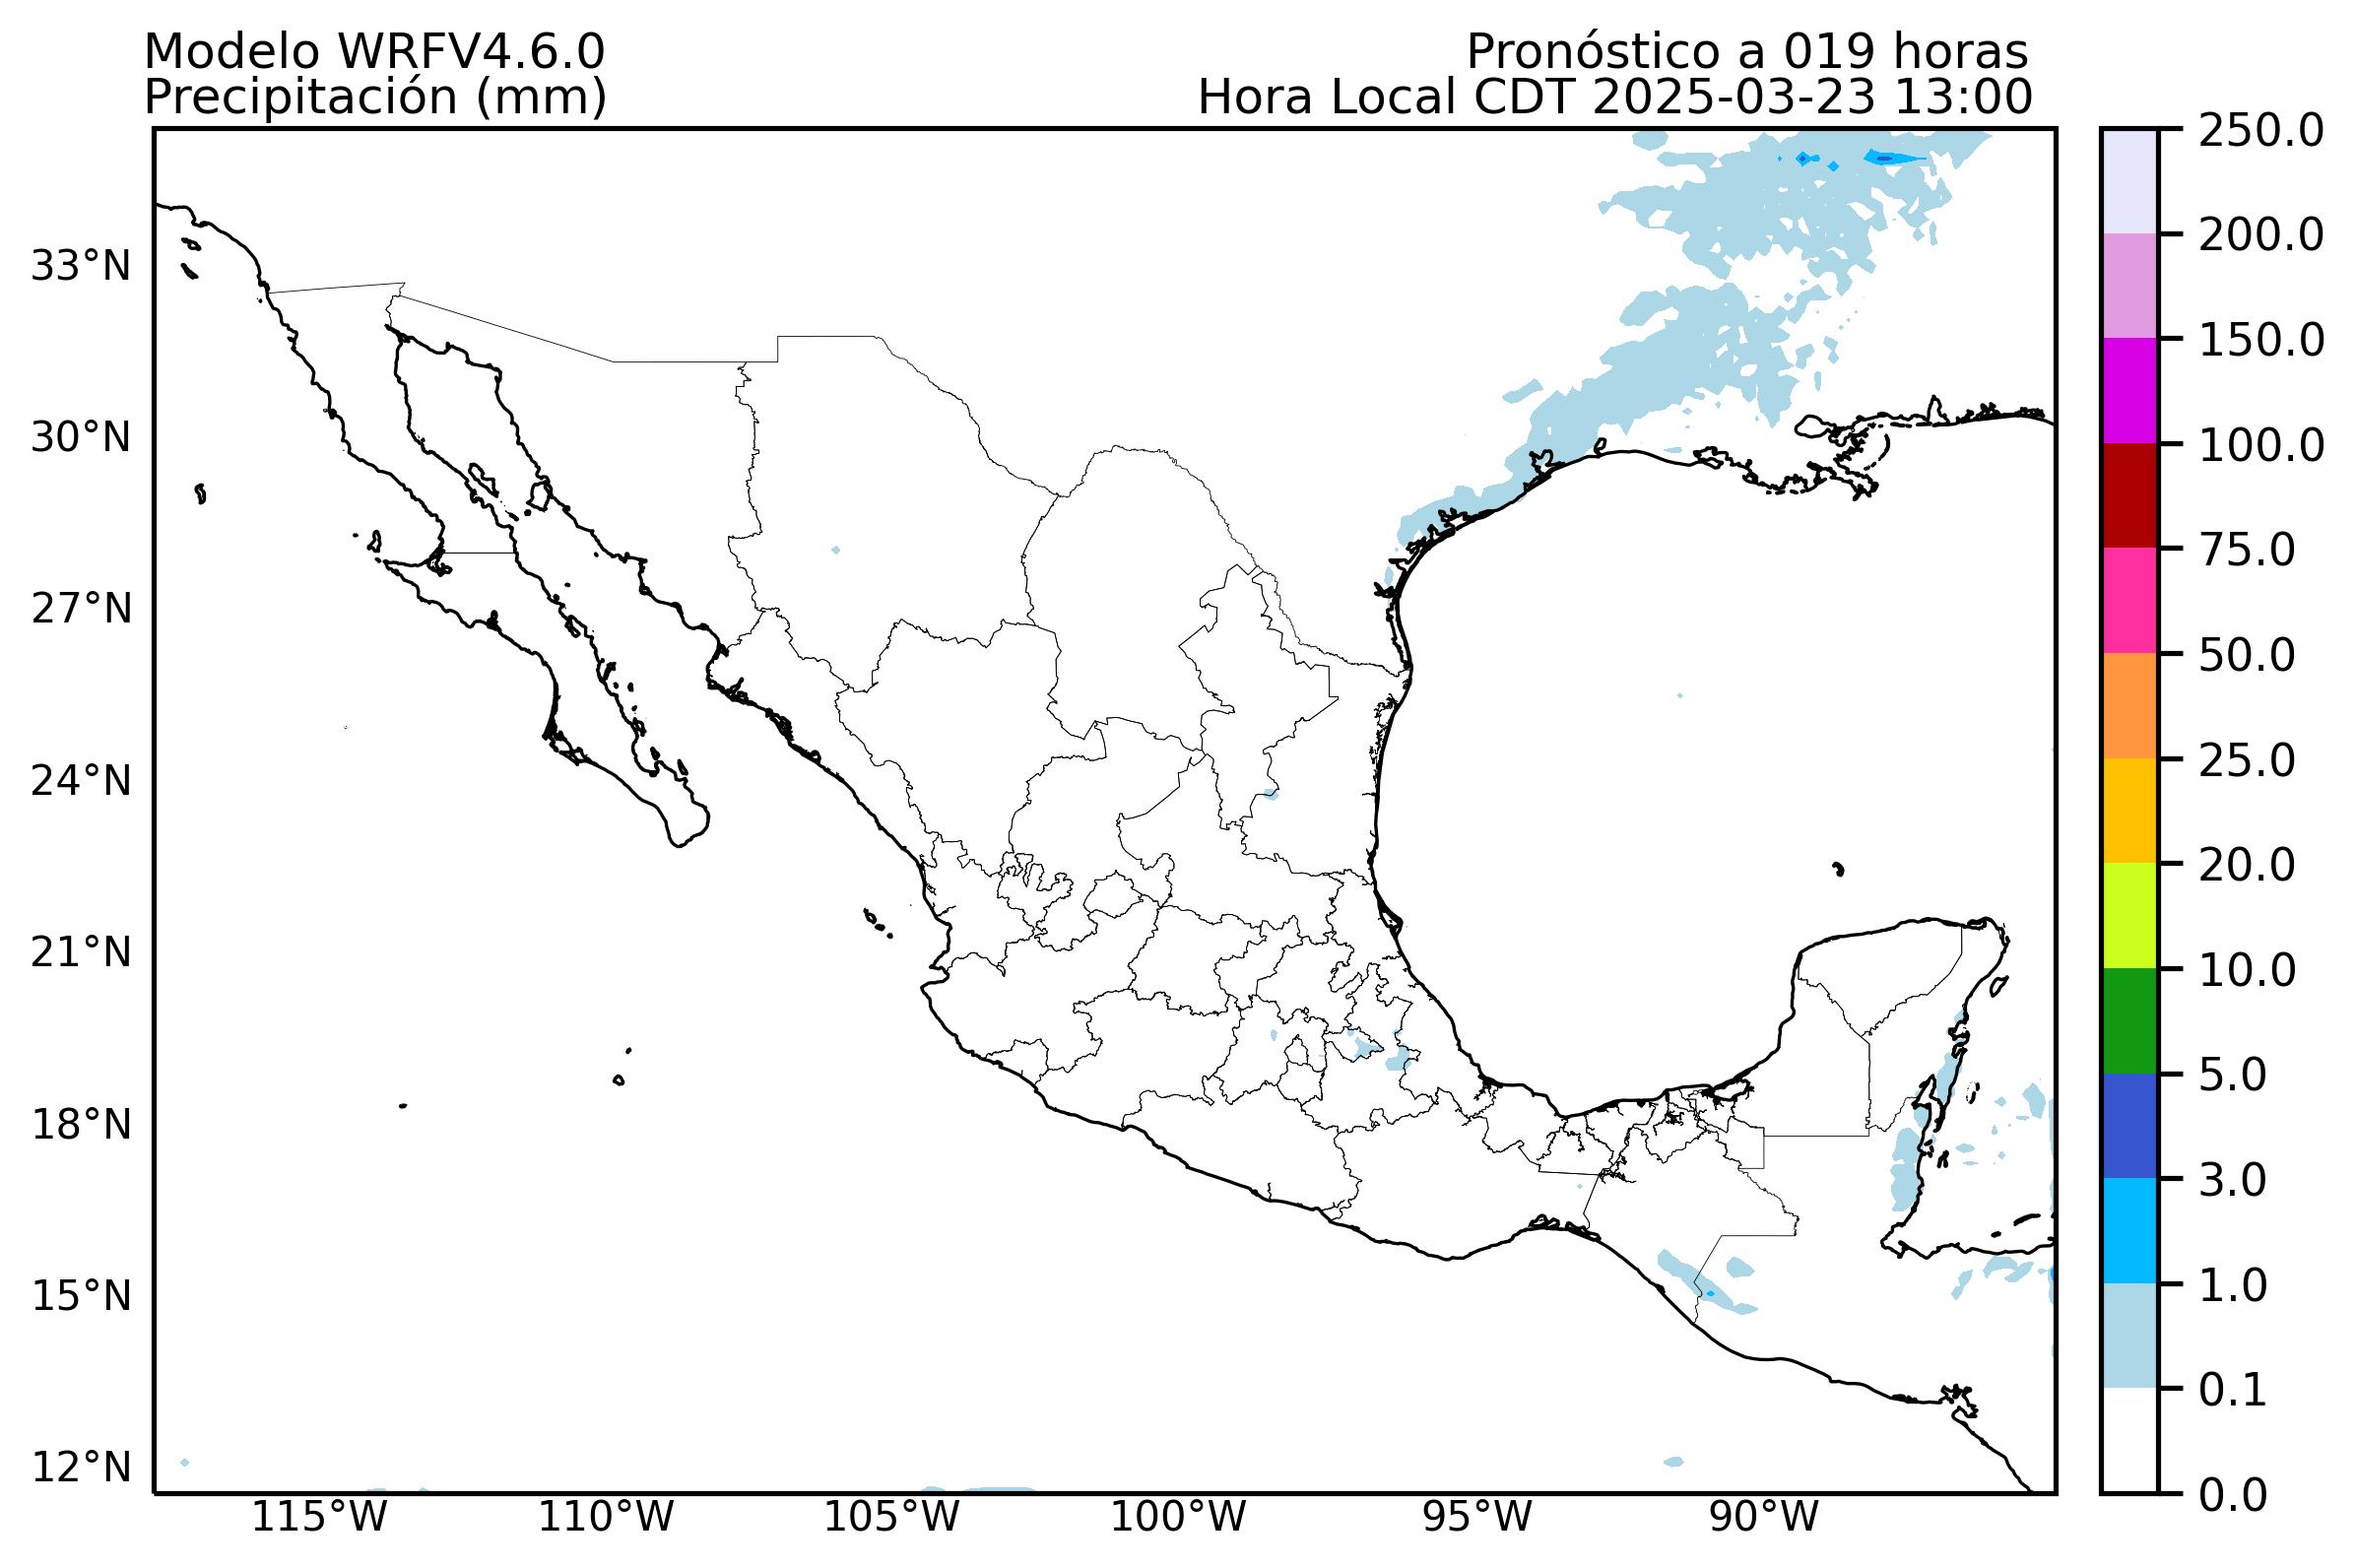 Modelo WRFV4.6.0
Precipitación (mm)
Pronóstico a 019 horas
Hora Local CDT 2025-03-23 13:00
33°N
30°N
27°N
24°N
21°N
18°N
15°N
12°N
115°W
110°W
105°W
100°W
95°W
90°W
250.0
200.0
150.0
100.0
75.0
50.0
25.0
20.0
10.0
5.0
3.0
1.0
0.1
0.0